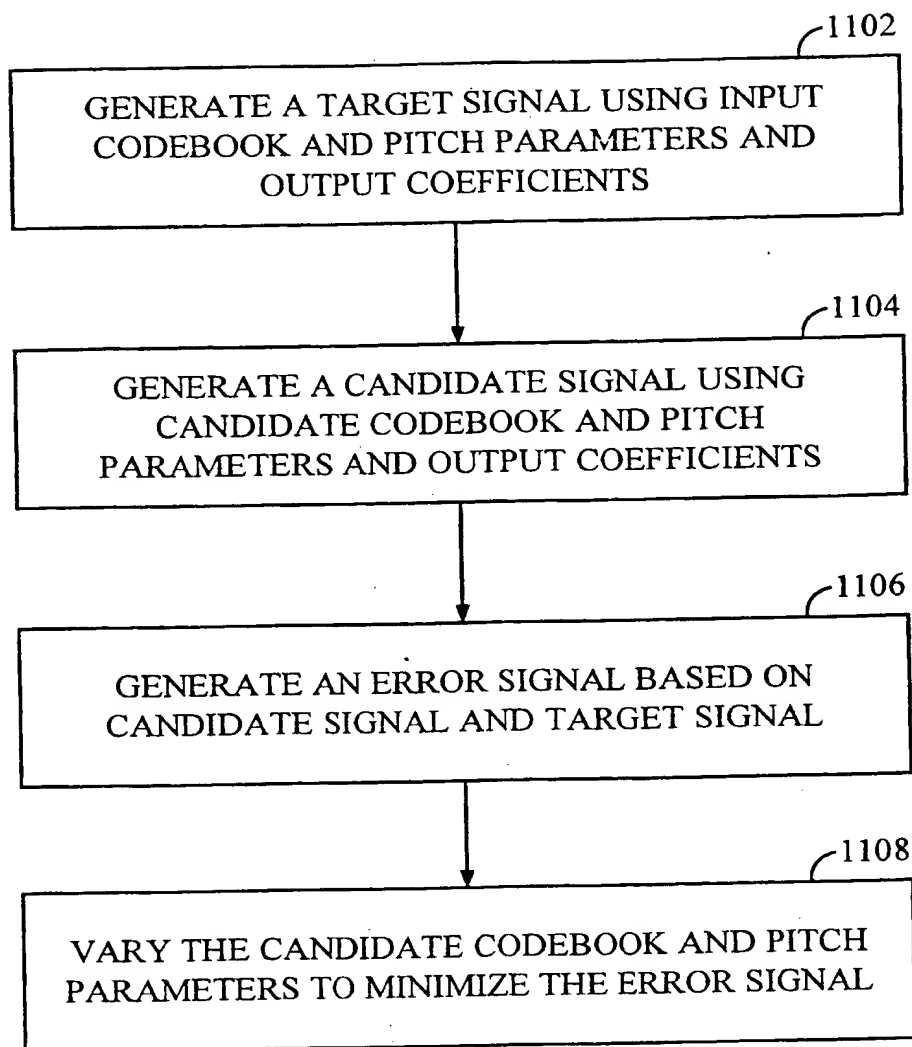 1102
GENERATE A TARGET SIGNAL USING INPUT
CODEBOOK AND PITCH PARAMETERS AND
OUTPUT COEFFICIENTS
1104
GENERATE A CANDIDATE SIGNAL USING
CANDIDATE CODEBOOK AND PITCH
PARAMETERS AND OUTPUT COEFFICIENTS
1106
GENERATE AN ERROR SIGNAL BASED ON
CANDIDATE SIGNAL AND TARGET SIGNAL
1108
VARY THE CANDIDATE CODEBOOK AND PITCH
PARAMETERS TO MINIMIZE THE ERROR SIGNAL